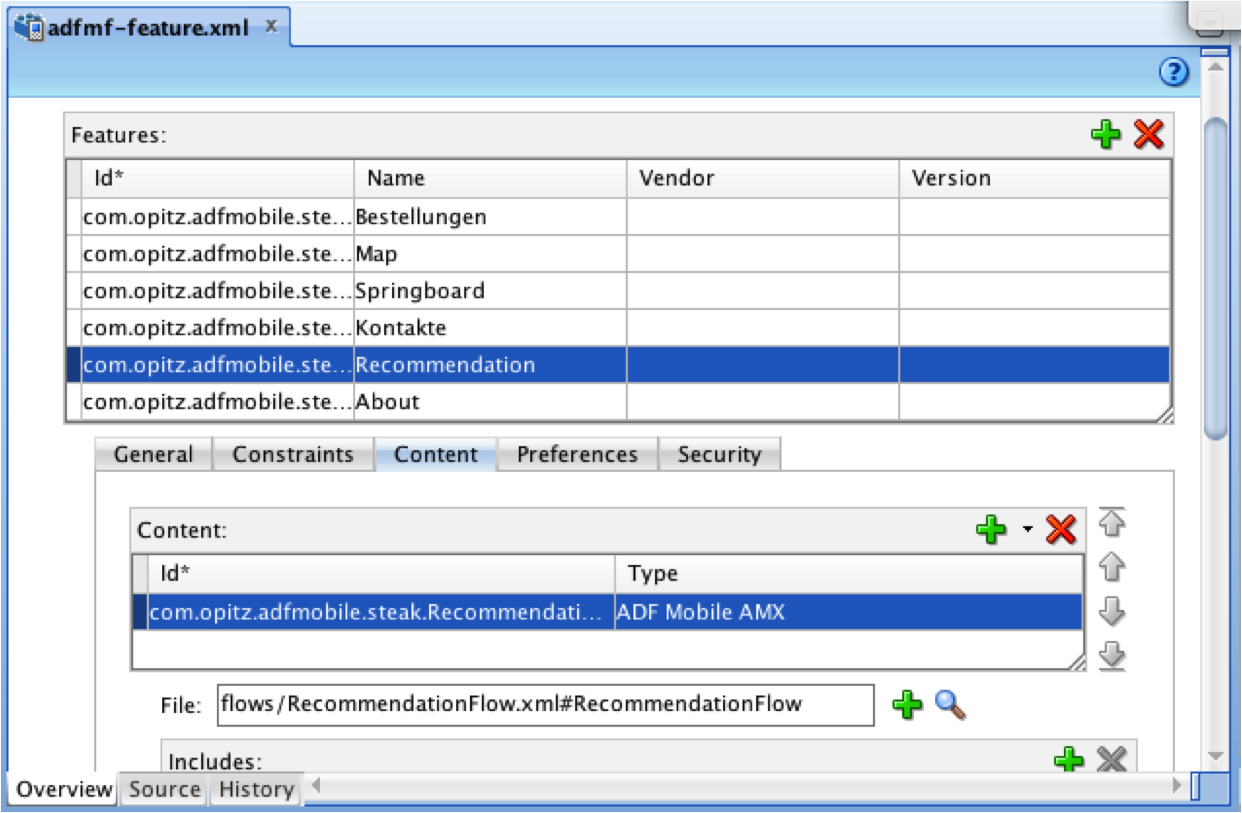 adfmf-feature.xml x
?
Features:
Id* Name Vendor Version
com.opitz.adfmobile.ste... Bestellungen
com.opitz.adfmobile.ste... Map
com.opitz.adfmobile.ste... Springboard
com.opitz.adfmobile.ste... Kontakte
com.opitz.adfmobile.ste... Recommendation
com.opitz.adfmobile.ste... About
General Constraints Content Preferences Security
Content:
Id* Type
com.opitz.adfmobile.steak.Recommendati... ADF Mobile AMX
File: flows/RecommendationFlow.xml#RecommendationFlow
Includes:
Overview Source History